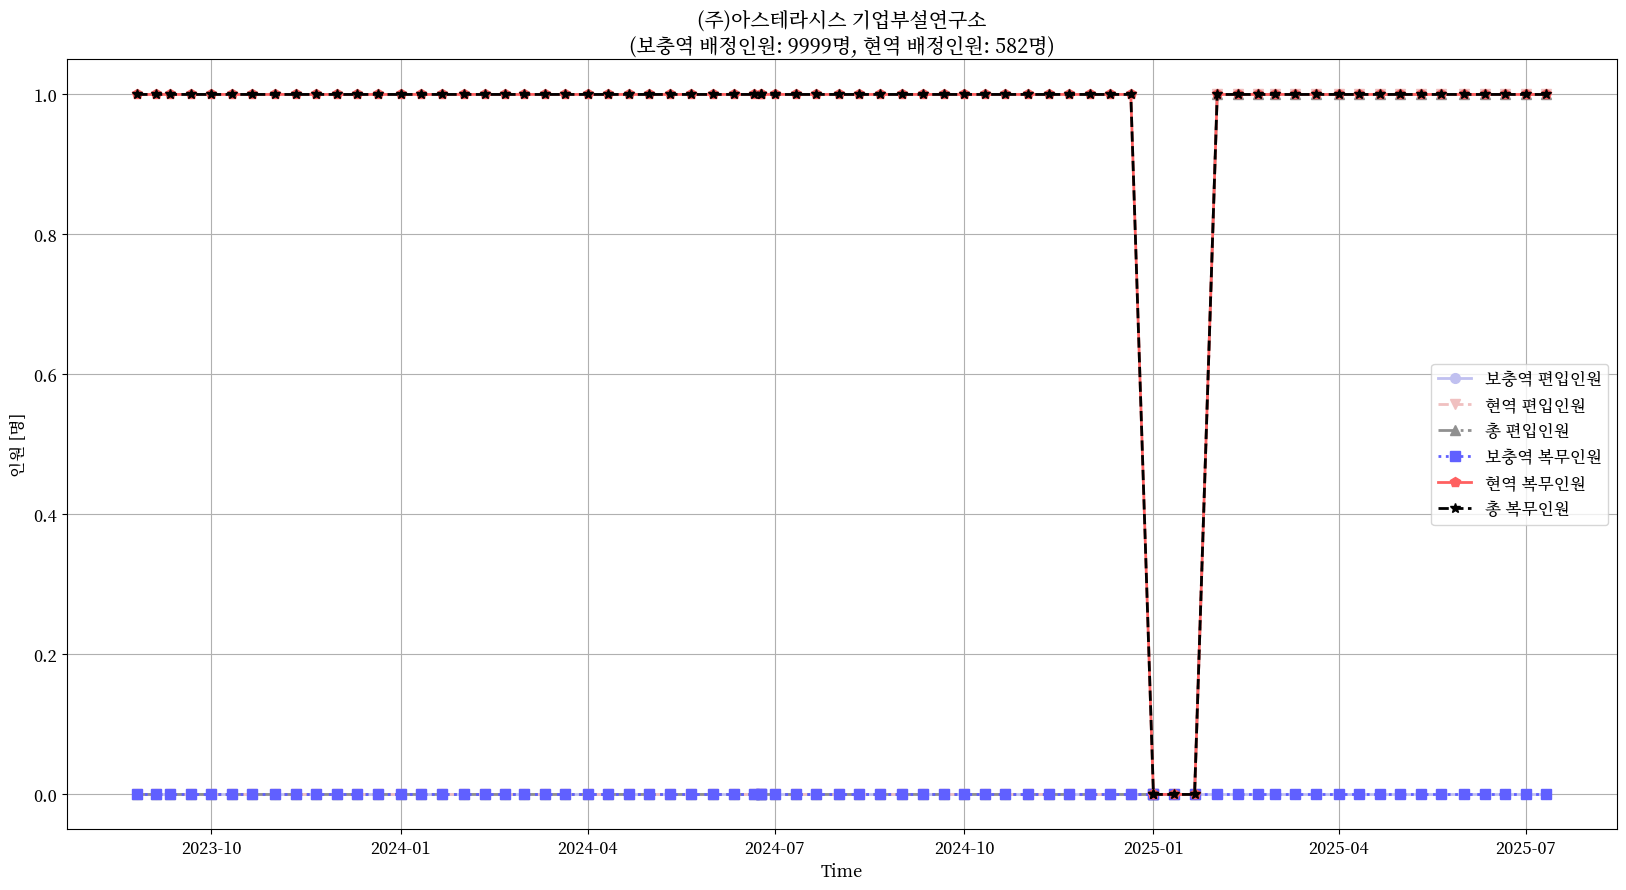 (주)아스테라시스 기업부설연구소
(보충역 배정인원: 9999명, 현역 배정인원: 582명)
1.0
0.8
0.6
0.4
0.2
0.0
인원 [명]
보충역 편입인원
현역 편입인원
총 편입인원
보충역 복무인원
현역 복무인원
총 복무인원
2023-10 2024-01 2024-04 2024-07 2024-10 2025-01 2025-04 2025-07
Time